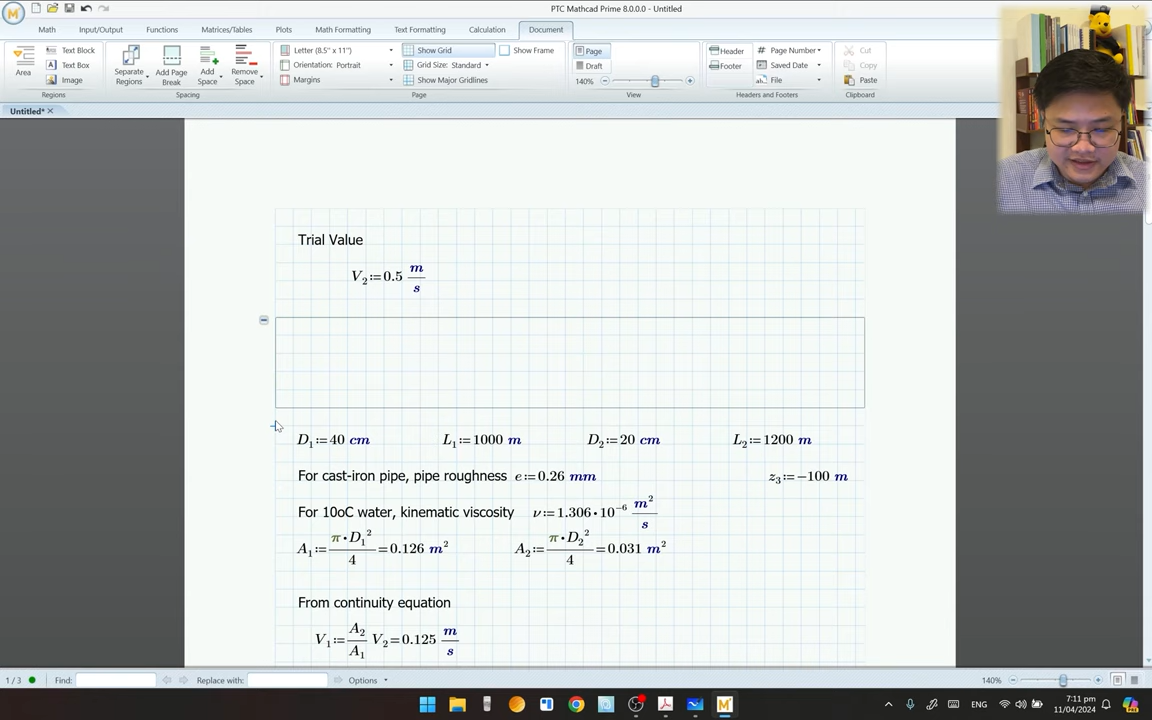 PTC Mathcad Prime 8.0.0.0 - Untitled
Math Input/Output Functions Matrices/Tables Plots Math Formatting Text Formatting Calculation Document
Area
Text Block
Text Box
Image
Regions
Separate Regions
Add Page Break
Add Space
Remove Space
Spacing
Letter (8.5" x 11")
Orientation: Portrait
Margins
Show Grid
Show Frame
Grid Size: Standard
Show Major Gridlines
Page
Page
Draft
140%
View
Header
Footer
Page Number
Saved Date
File
Headers and Footers
Cut
Copy
Paste
Clipboard
Untitled*
Trial Value
V₂:=0.5 m/s
D₁:=40 cm L₁:=1000 m D₂:=20 cm L₂:=1200 m
For cast-iron pipe, pipe roughness e:=0.26 mm z₃:=−100 m
For 10oC water, kinematic viscosity ν:=1.306•10⁻⁶ m²/s
A₁:=π•D₁²/4=0.126 m² A₂:=π•D₂²/4=0.031 m²
From continuity equation
V₁:=A₂/A₁ V₂=0.125 m/s
1 / 3 Find: Replace with: Options 140%
ENG 7:11 pm
11/04/2024